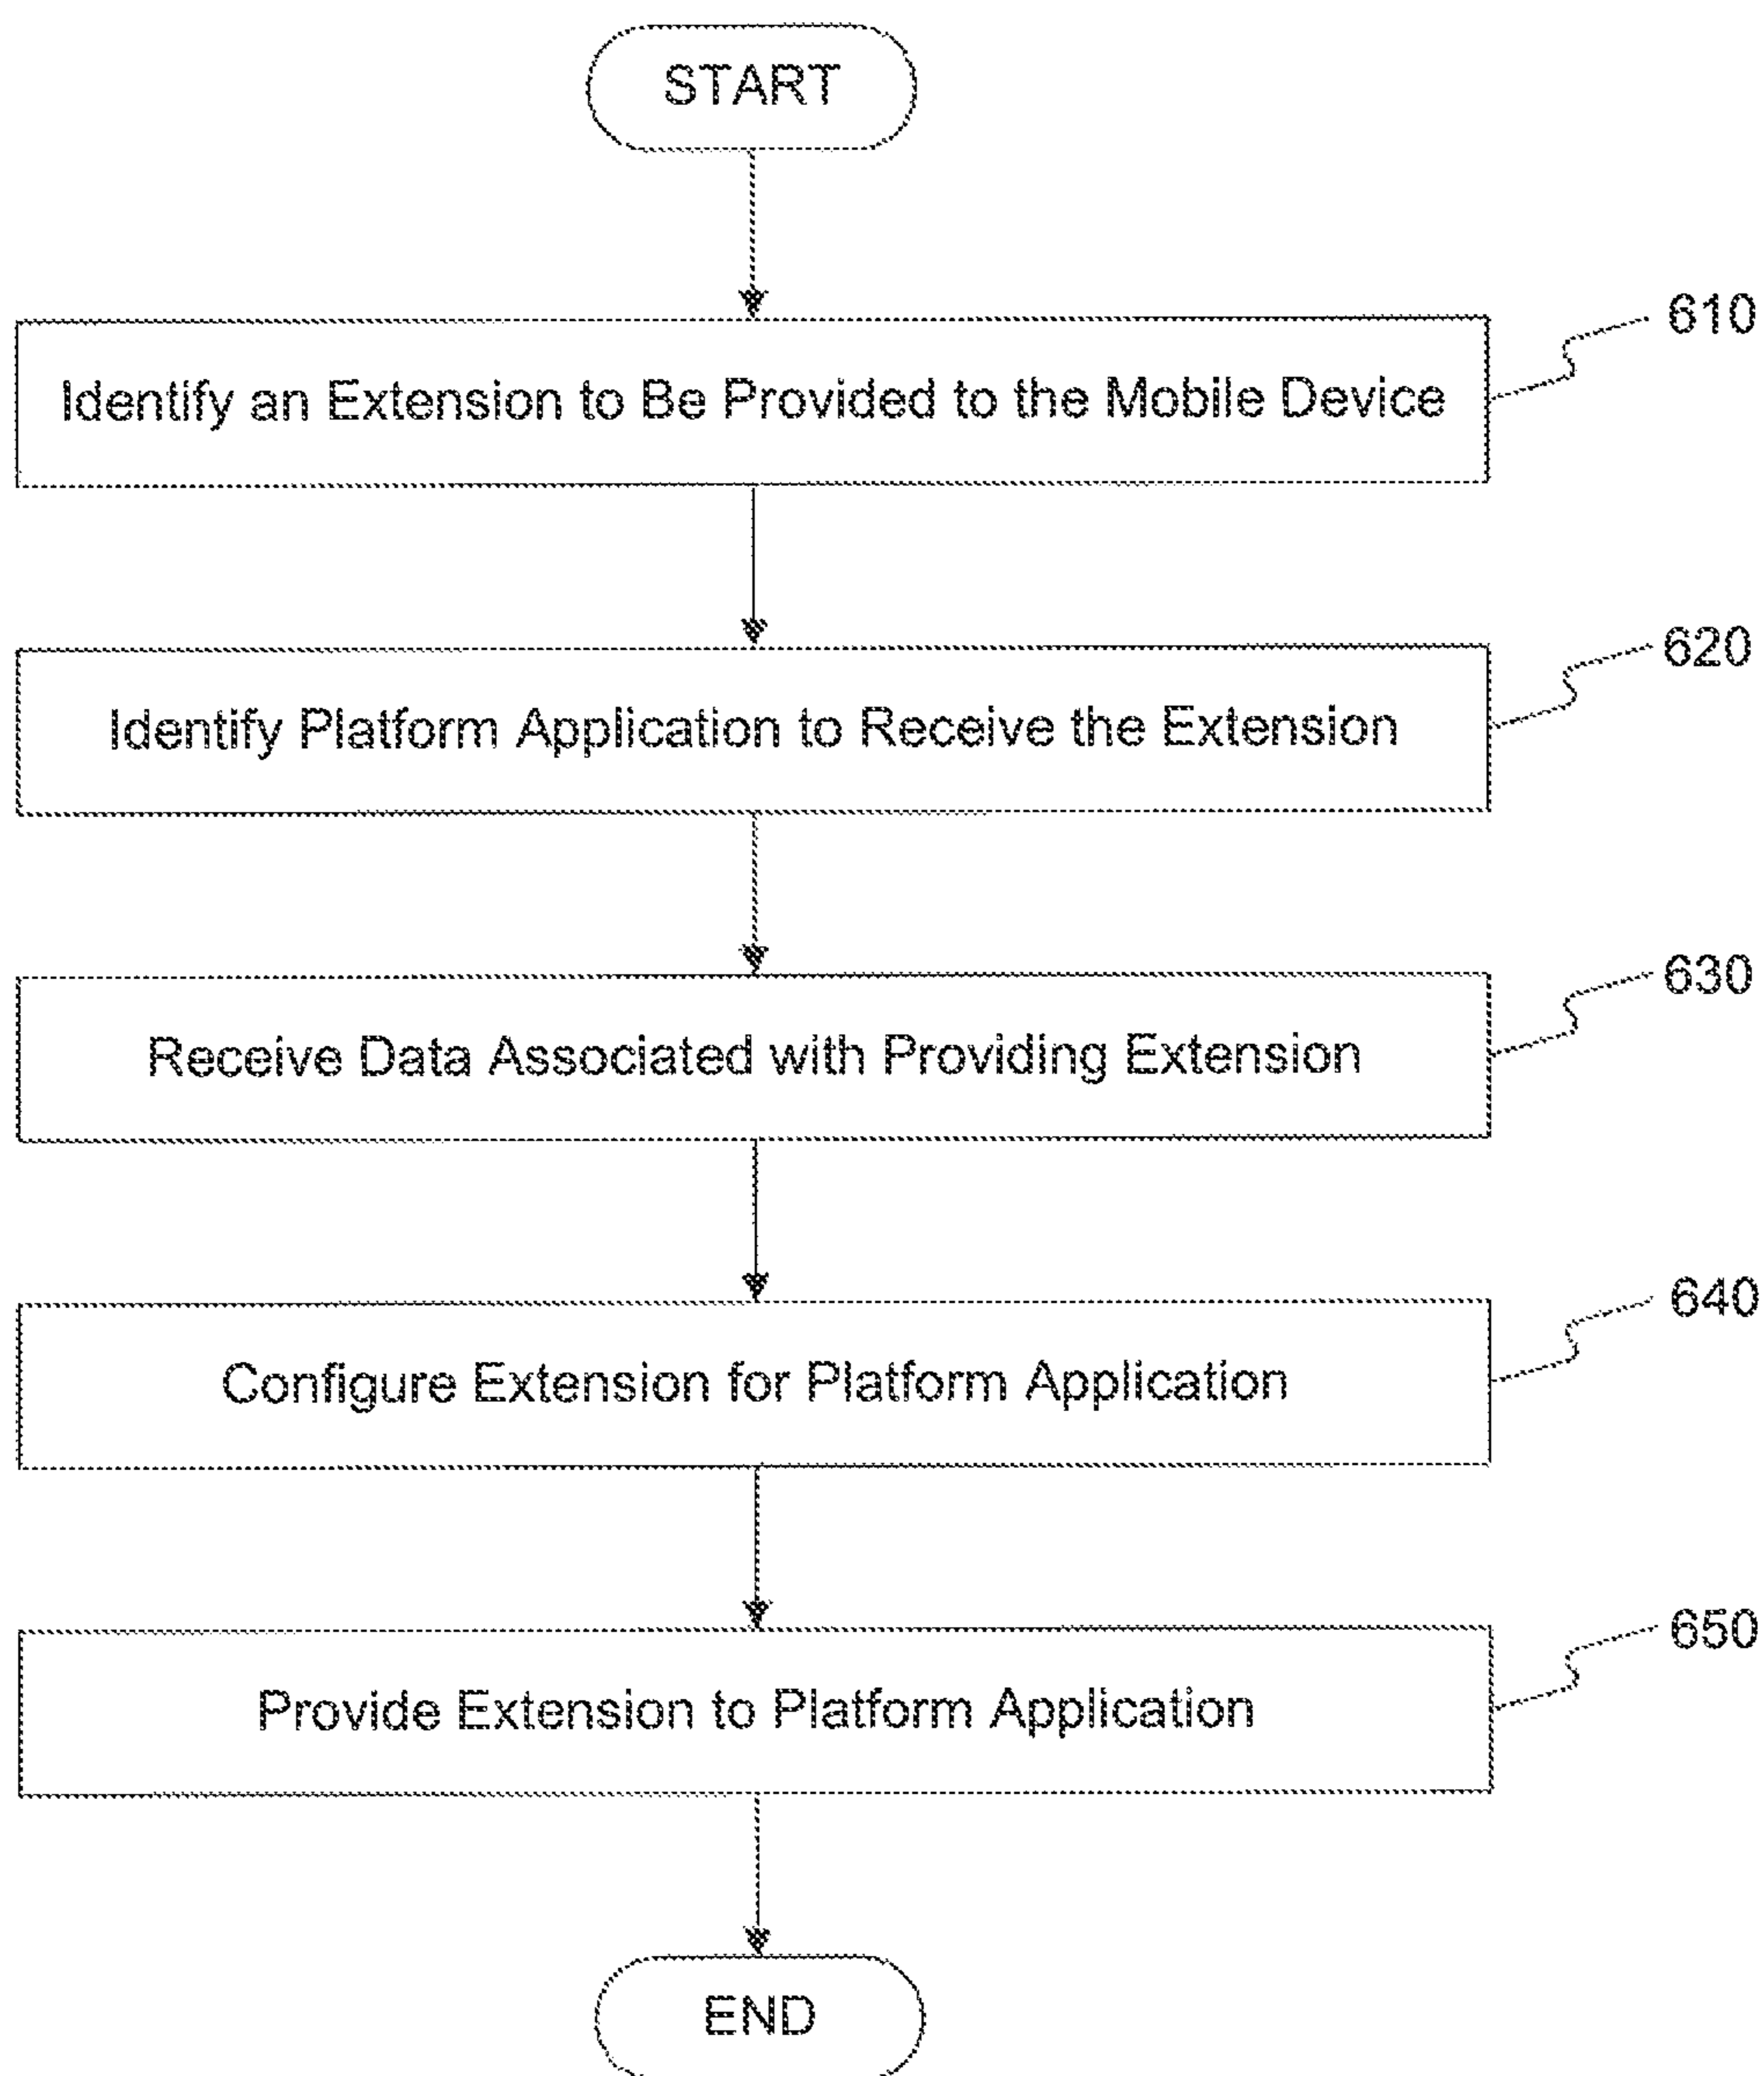 START
610
Identify an Extension to Be Provided to the Mobile Device
620
Identify Platform Application to Receive the Extension
630
Receive Data Associated with Providing Extension
640
Configure Extension for Platform Application
650
Provide Extension to Platform Application
END